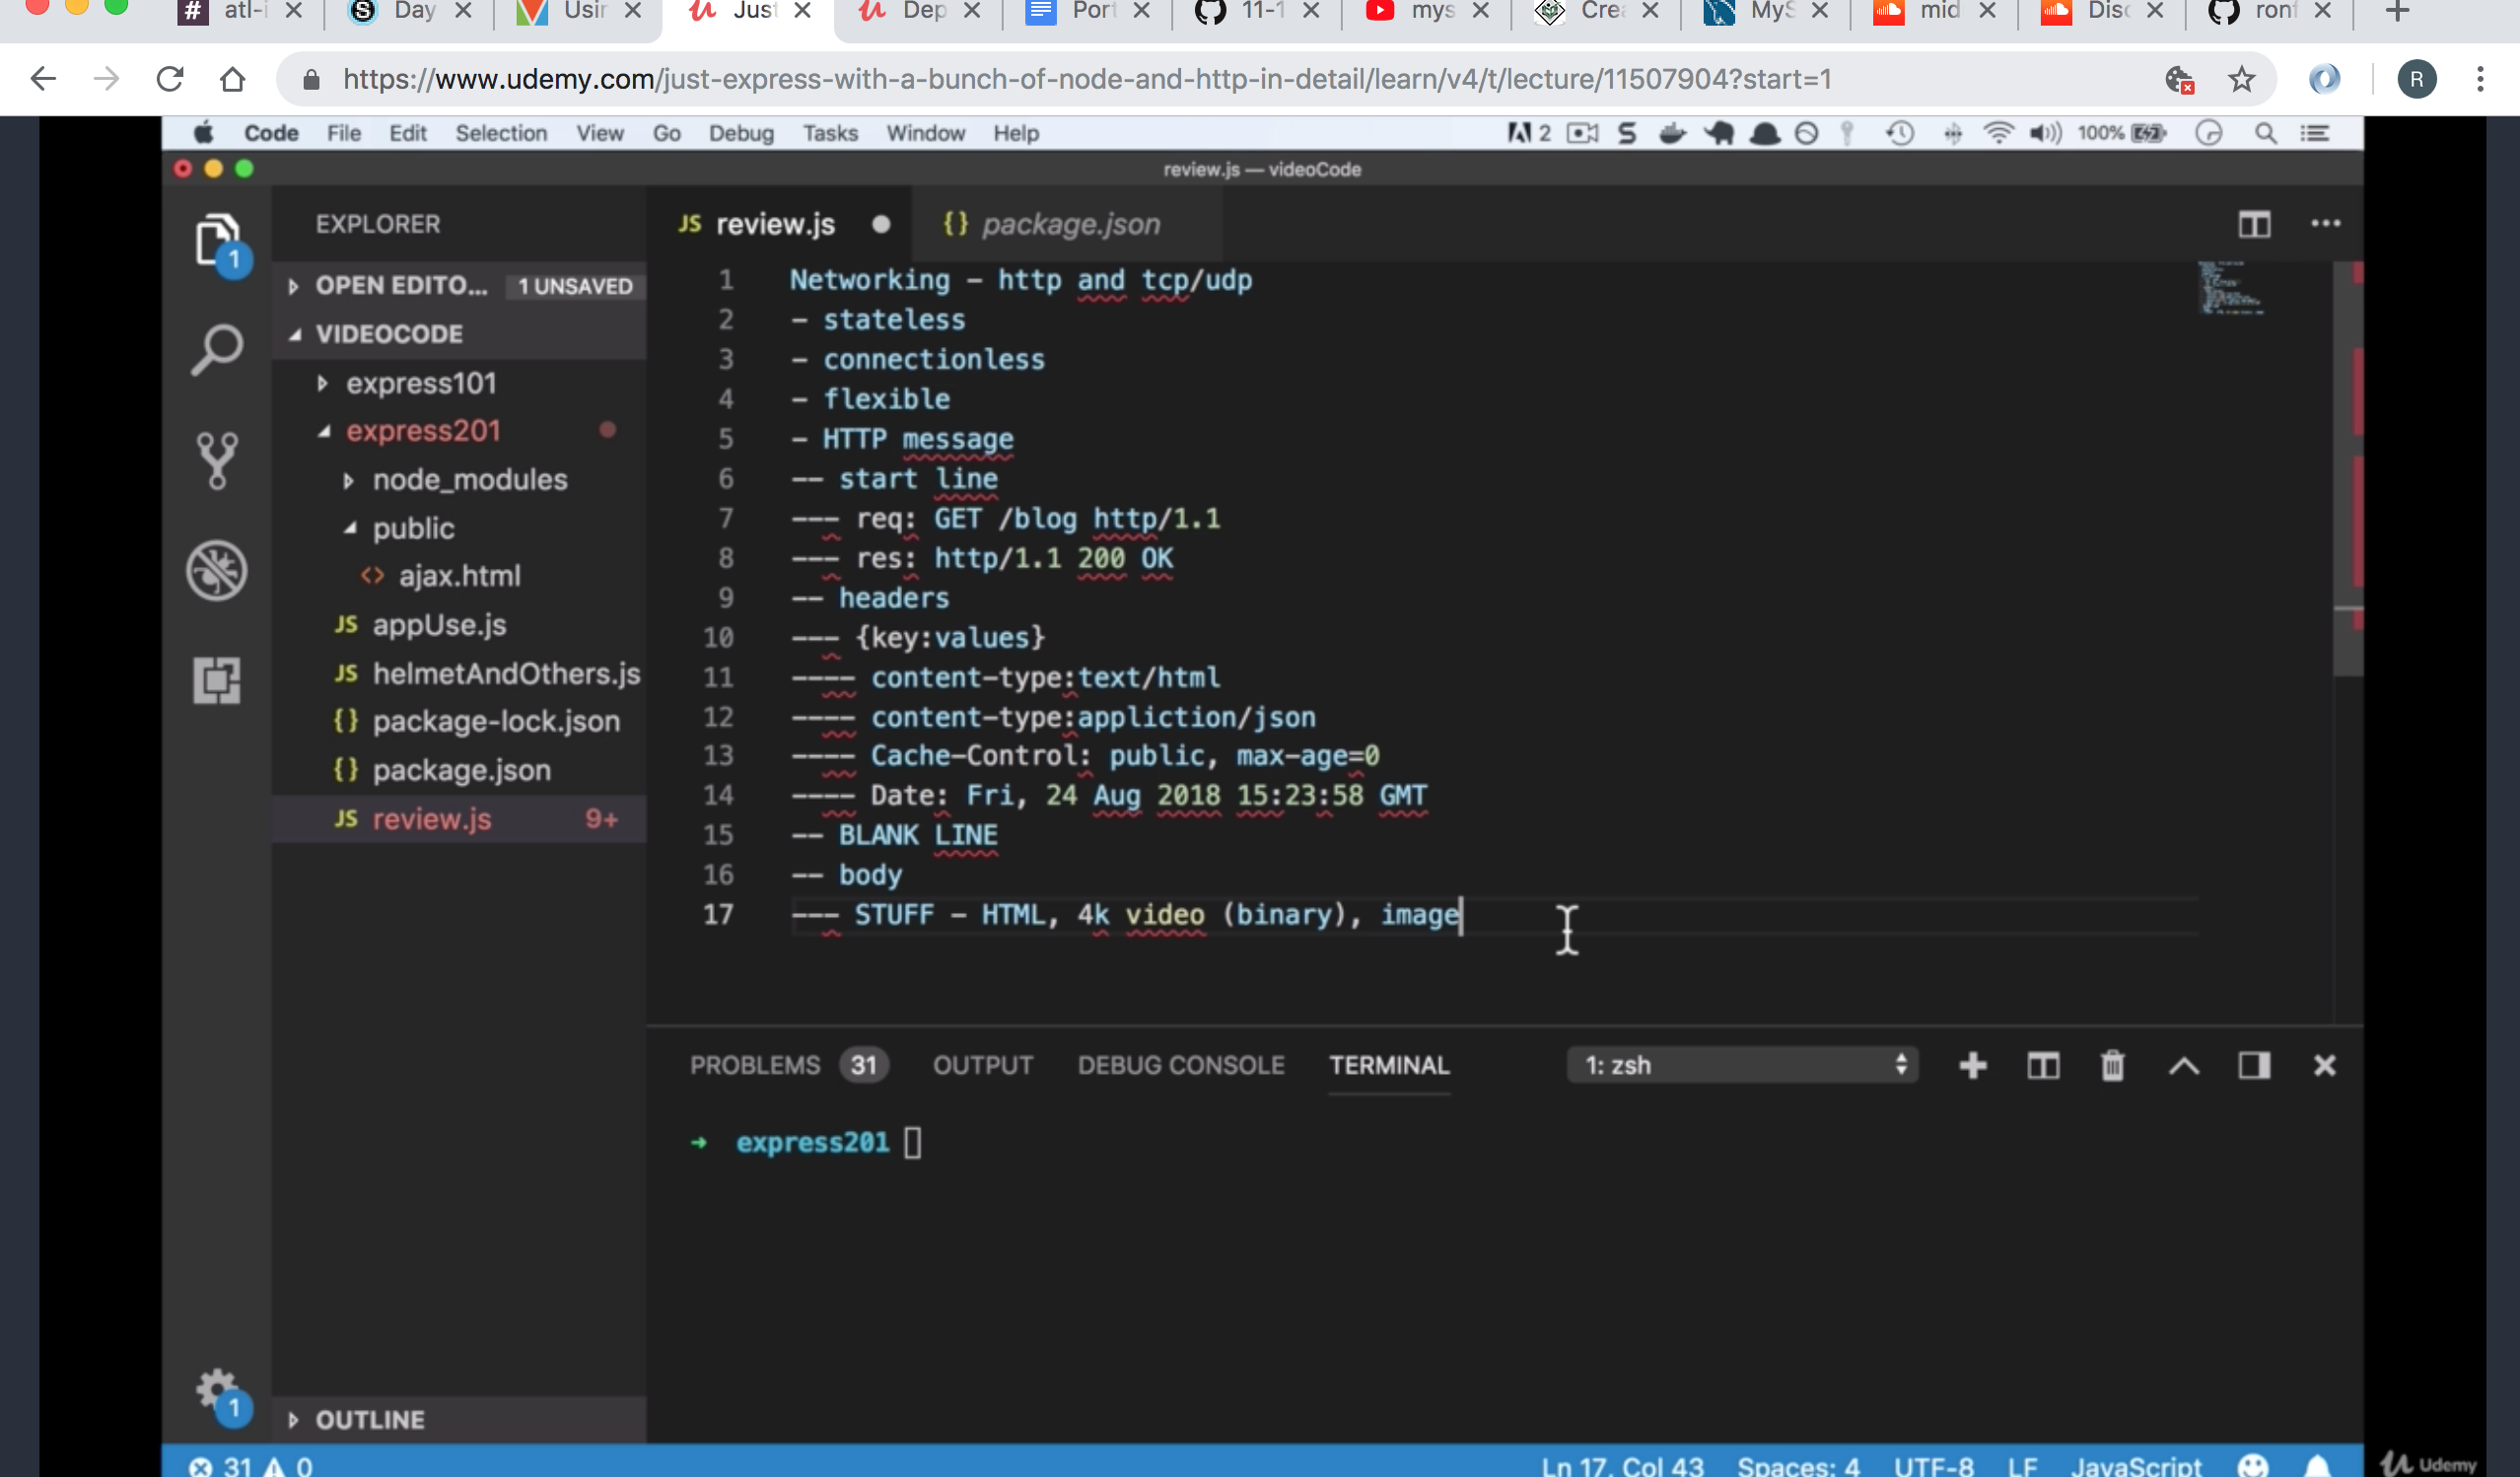 atl-i
Day
Usin
Just
Dep
Port
11-1
mys
Crea
MyS
mid
Disc
ronf
https://www.udemy.com/just-express-with-a-bunch-of-node-and-http-in-detail/learn/v4/t/lecture/11507904?start=1
R
Code File Edit Selection View Go Debug Tasks Window Help
2
100%
review.js — videoCode
EXPLORER
1
OPEN EDITO... 1 UNSAVED
VIDEOCODE
express101
express201
node_modules
public
<> ajax.html
JS appUse.js
JS helmetAndOthers.js
{} package-lock.json
{} package.json
JS review.js 9+
OUTLINE
1
JS review.js
{} package.json
1 Networking - http and tcp/udp
2 - stateless
3 - connectionless
4 - flexible
5 - HTTP message
6 -- start line
7 --- req: GET /blog http/1.1
8 --- res: http/1.1 200 OK
9 -- headers
10 --- {key:values}
11 ---- content-type:text/html
12 ---- content-type:appliction/json
13 ---- Cache-Control: public, max-age=0
14 ---- Date: Fri, 24 Aug 2018 15:23:58 GMT
15 -- BLANK LINE
16 -- body
17 --- STUFF - HTML, 4k video (binary), image
PROBLEMS 31 OUTPUT DEBUG CONSOLE TERMINAL
1: zsh
➜ express201
31 0
Ln 17, Col 43 Spaces: 4 UTF-8 LF JavaScript
Udemy